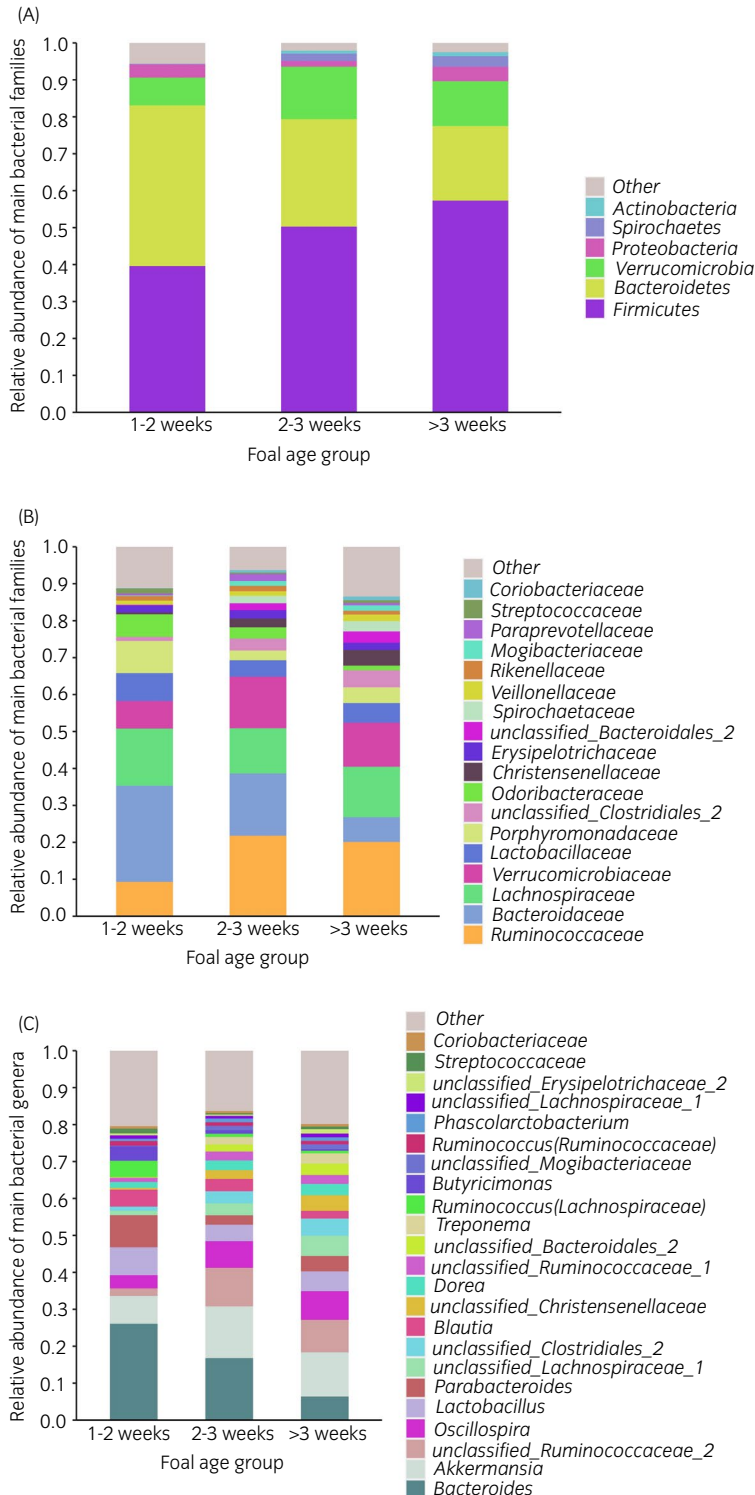 (A)
Relative abundance of main bacterial families
1.0
0.9
0.8
0.7
0.6
0.5
0.4
0.3
0.2
0.1
0.0
1-2 weeks
2-3 weeks
>3 weeks
Foal age group
Other
Actinobacteria
Spirochaetes
Proteobacteria
Verrucomicrobia
Bacteroidetes
Firmicutes
(B)
Relative abundance of main bacterial families
1.0
0.9
0.8
0.7
0.6
0.5
0.4
0.3
0.2
0.1
0.0
1-2 weeks
2-3 weeks
>3 weeks
Foal age group
Other
Coriobacteriaceae
Streptococcaceae
Paraprevotellaceae
Mogibacteriaceae
Rikenellaceae
Veillonellaceae
Spirochaetaceae
unclassified_Bacteroidales_2
Erysipelotrichaceae
Christensenellaceae
Odoribacteraceae
unclassified_Clostridiales_2
Porphyromonadaceae
Lactobacillaceae
Verrucomicrobiaceae
Lachnospiraceae
Bacteroidaceae
Ruminococcaceae
(C)
Relative abundance of main bacterial genera
1.0
0.9
0.8
0.7
0.6
0.5
0.4
0.3
0.2
0.1
0.0
1-2 weeks
2-3 weeks
>3 weeks
Foal age group
Other
Coriobacteriaceae
Streptococcaceae
unclassified_Erysipelotrichaceae_2
unclassified_Lachnospiraceae_1
Phascolarctobacterium
Ruminococcus(Ruminococcaceae)
unclassified_Mogibacteriaceae
Butyricimonas
Ruminococcus(Lachnospiraceae)
Treponema
unclassified_Bacteroidales_2
unclassified_Ruminococcaceae_1
Dorea
unclassified_Christensenellaceae
Blautia
unclassified_Clostridiales_2
unclassified_Lachnospiraceae_1
Parabacteroides
Lactobacillus
Oscillospira
unclassified_Ruminococcaceae_2
Akkermansia
Bacteroides